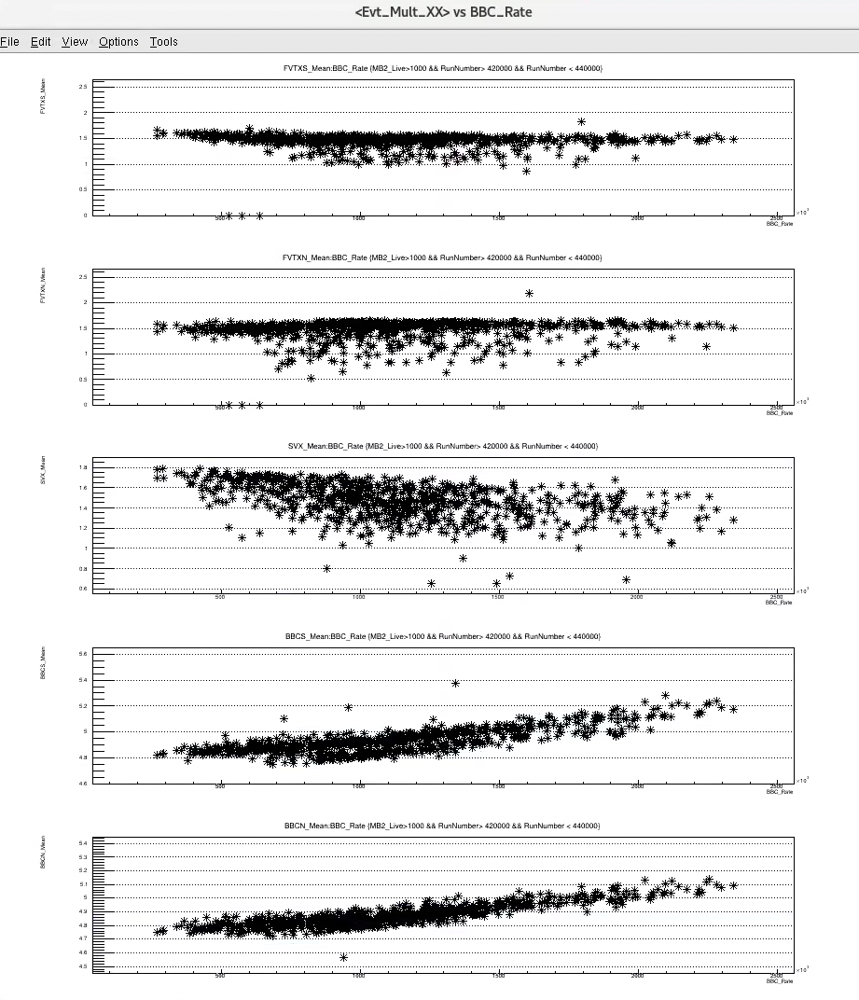 <Evt_Mult_XX> vs BBC_Rate
File Edit View Options Tools
FVTXS_Mean:BBC_Rate {MB2_Live>1000 && RunNumber> 420000 && RunNumber < 440000}
FVTXS_Mean
2.5
2
1.5
1
0.5
0
500 1000 1500 2000 2500
×10³
BBC_Rate
FVTXN_Mean:BBC_Rate {MB2_Live>1000 && RunNumber> 420000 && RunNumber < 440000}
FVTXN_Mean
2.5
2
1.5
1
0.5
0
500 1000 1500 2000 2500
×10³
BBC_Rate
SVX_Mean:BBC_Rate {MB2_Live>1000 && RunNumber> 420000 && RunNumber < 440000}
SVX_Mean
1.8
1.6
1.4
1.2
1
0.8
0.6
500 1000 1500 2000 2500
×10³
BBC_Rate
BBCS_Mean:BBC_Rate {MB2_Live>1000 && RunNumber> 420000 && RunNumber < 440000}
BBCS_Mean
5.6
5.4
5.2
5
4.8
4.6
500 1000 1500 2000 2500
×10³
BBC_Rate
BBCN_Mean:BBC_Rate {MB2_Live>1000 && RunNumber> 420000 && RunNumber < 440000}
BBCN_Mean
5.4
5.3
5.2
5.1
5
4.9
4.8
4.7
4.6
4.5
500 1000 1500 2000 2500
×10³
BBC_Rate